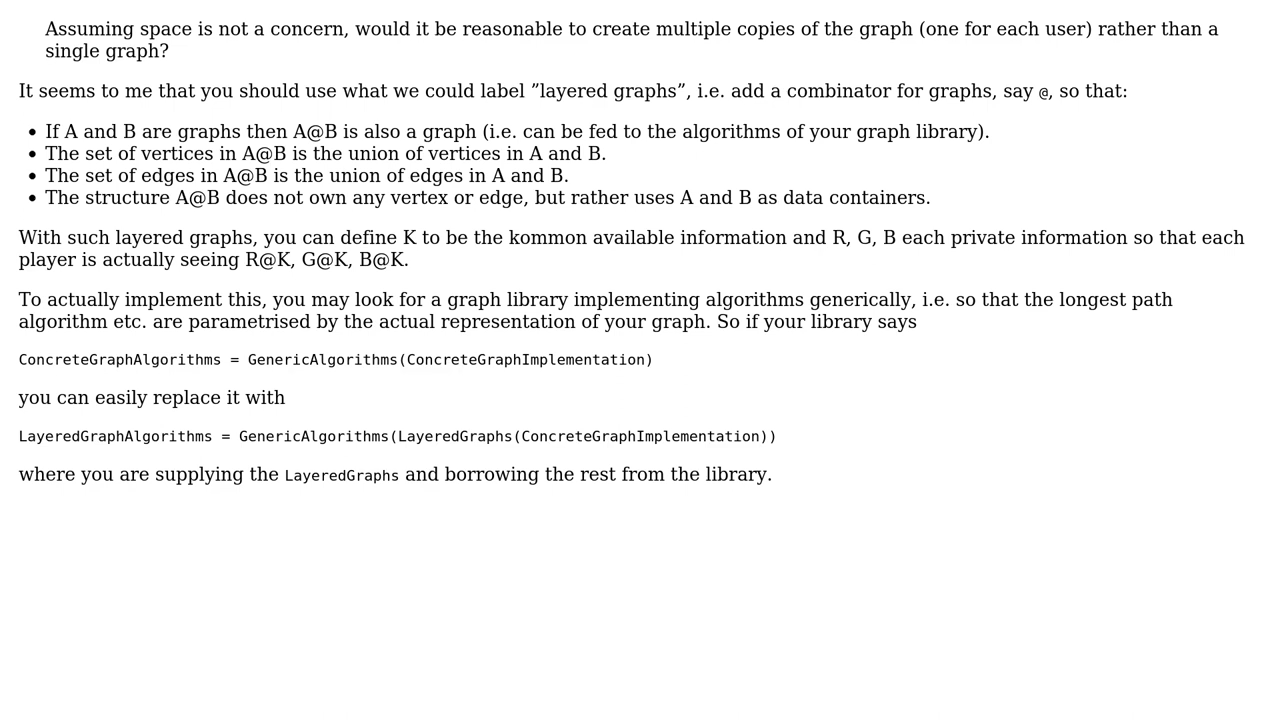 Assuming space is not a concern, would it be reasonable to create multiple copies of the graph (one for each user) rather than a
single graph?
It seems to me that you should use what we could label ”layered graphs”, i.e. add a combinator for graphs, say @, so that:
• If A and B are graphs then A@B is also a graph (i.e. can be fed to the algorithms of your graph library).
• The set of vertices in A@B is the union of vertices in A and B.
• The set of edges in A@B is the union of edges in A and B.
• The structure A@B does not own any vertex or edge, but rather uses A and B as data containers.
With such layered graphs, you can define K to be the kommon available information and R, G, B each private information so that each
player is actually seeing R@K, G@K, B@K.
To actually implement this, you may look for a graph library implementing algorithms generically, i.e. so that the longest path
algorithm etc. are parametrised by the actual representation of your graph. So if your library says
ConcreteGraphAlgorithms = GenericAlgorithms(ConcreteGraphImplementation)
you can easily replace it with
LayeredGraphAlgorithms = GenericAlgorithms(LayeredGraphs(ConcreteGraphImplementation))
where you are supplying the LayeredGraphs and borrowing the rest from the library.